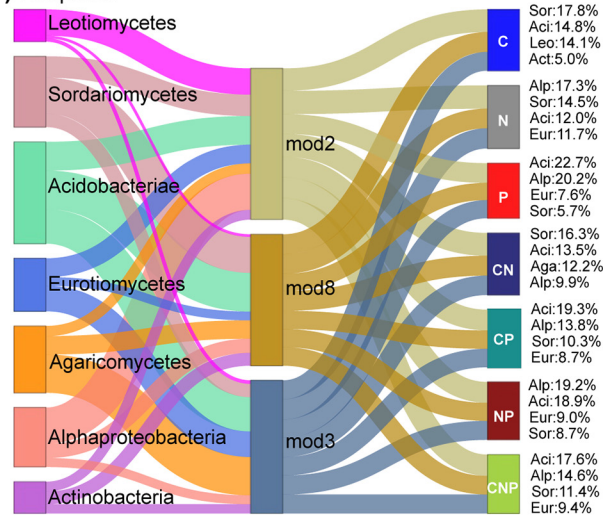 Leotiomycetes
Sordariomycetes
Acidobacteriae
Eurotiomycetes
Agaricomycetes
Alphaproteobacteria
Actinobacteria
mod2
mod8
mod3
C
Sor:17.8%
Aci:14.8%
Leo:14.1%
Act:5.0%
N
Alp:17.3%
Sor:14.5%
Aci:12.0%
Eur:11.7%
P
Aci:22.7%
Alp:20.2%
Eur:7.6%
Sor:5.7%
CN
Sor:16.3%
Aci:13.5%
Aga:12.2%
Alp:9.9%
CP
Aci:19.3%
Alp:13.8%
Sor:10.3%
Eur:8.7%
NP
Alp:19.2%
Aci:18.9%
Eur:9.0%
Sor:8.7%
CNP
Aci:17.6%
Alp:14.6%
Sor:11.4%
Eur:9.4%